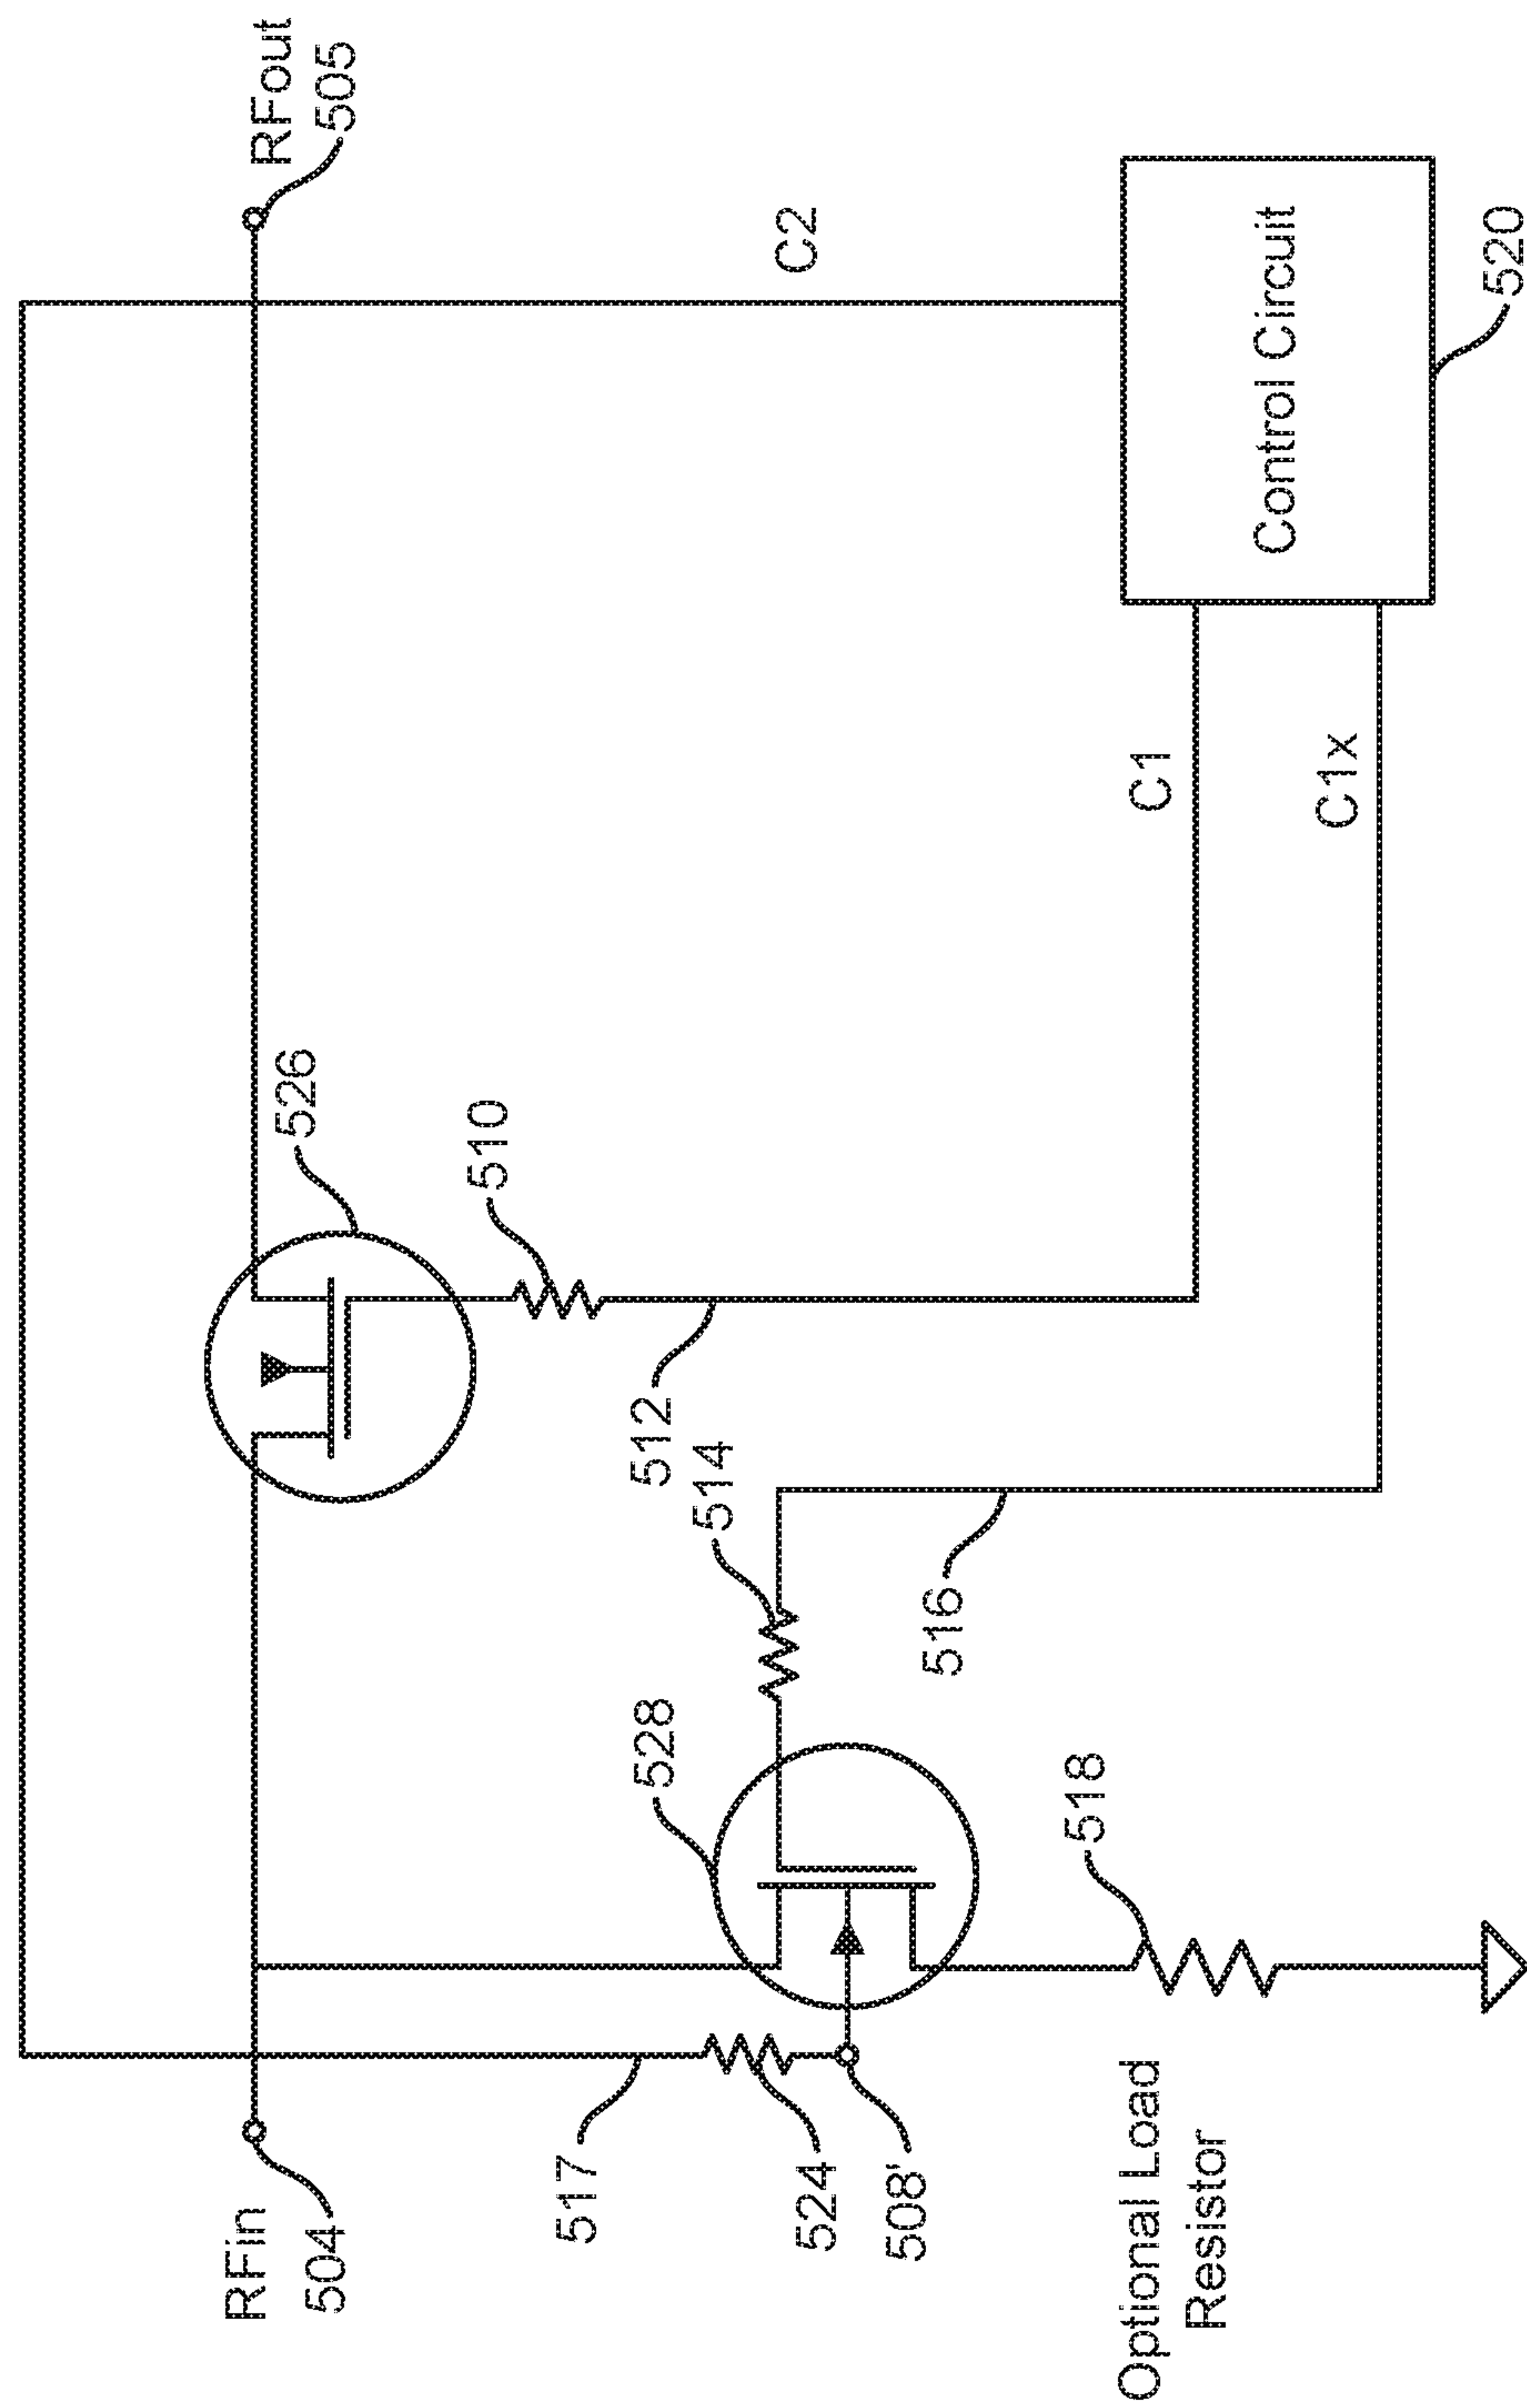 RFin
504
RFout
505
526
510
512
514
516
528
517
524
508'
518
Optional Load
Resistor
C2
C1
C1x
Control Circuit
520